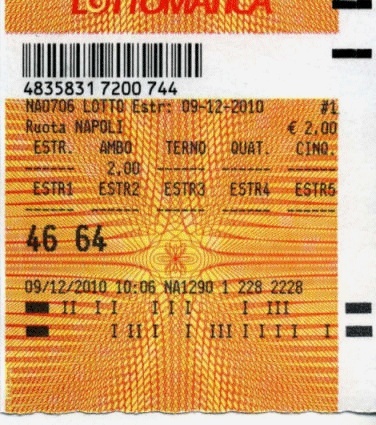 LOTTOMATICA
4835831 7200 744
NA0706 LOTTO Estr: 09-12-2010 #1
Ruota NAPOLI € 2,00
ESTR. AMBO TERNO QUAT. CINQ.
------ 2,00 ------ ------ ------
ESTR1 ESTR2 ESTR3 ESTR4 ESTR5
------ ------ ------ ------ ------
46 64
09/12/2010 10:06 NA1290 1 228 2228